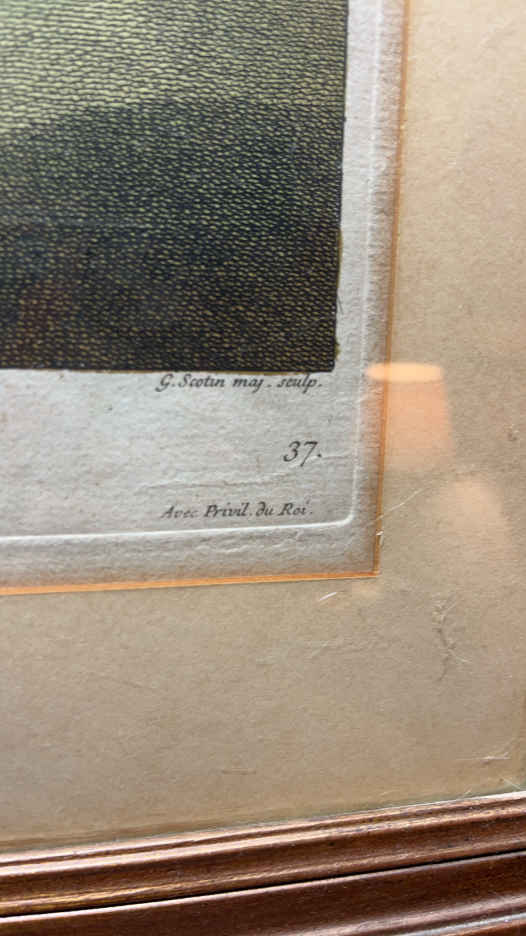 G. Scotin maj. sculp.
37.
Avec Privil. du Roi.